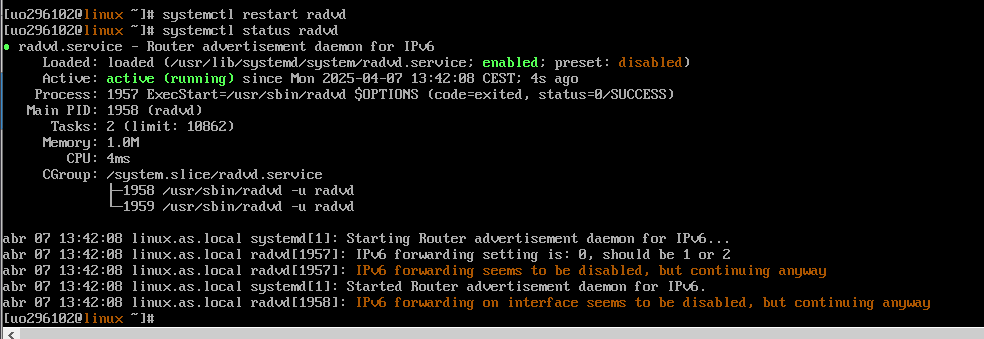 [uo296102@linux ~]# systemctl restart radvd
[uo296102@linux ~]# systemctl status radvd
● radvd.service - Router advertisement daemon for IPv6
Loaded: loaded (/usr/lib/systemd/system/radvd.service; enabled; preset: disabled)
Active: active (running) since Mon 2025-04-07 13:42:08 CEST; 4s ago
Process: 1957 ExecStart=/usr/sbin/radvd $OPTIONS (code=exited, status=0/SUCCESS)
Main PID: 1958 (radvd)
Tasks: 2 (limit: 10862)
Memory: 1.0M
CPU: 4ms
CGroup: /system.slice/radvd.service
├─1958 /usr/sbin/radvd -u radvd
└─1959 /usr/sbin/radvd -u radvd
abr 07 13:42:08 linux.as.local systemd[1]: Starting Router advertisement daemon for IPv6...
abr 07 13:42:08 linux.as.local radvd[1957]: IPv6 forwarding setting is: 0, should be 1 or 2
abr 07 13:42:08 linux.as.local radvd[1957]: IPv6 forwarding seems to be disabled, but continuing anyway
abr 07 13:42:08 linux.as.local systemd[1]: Started Router advertisement daemon for IPv6.
abr 07 13:42:08 linux.as.local radvd[1958]: IPv6 forwarding on interface seems to be disabled, but continuing anyway
[uo296102@linux ~]#